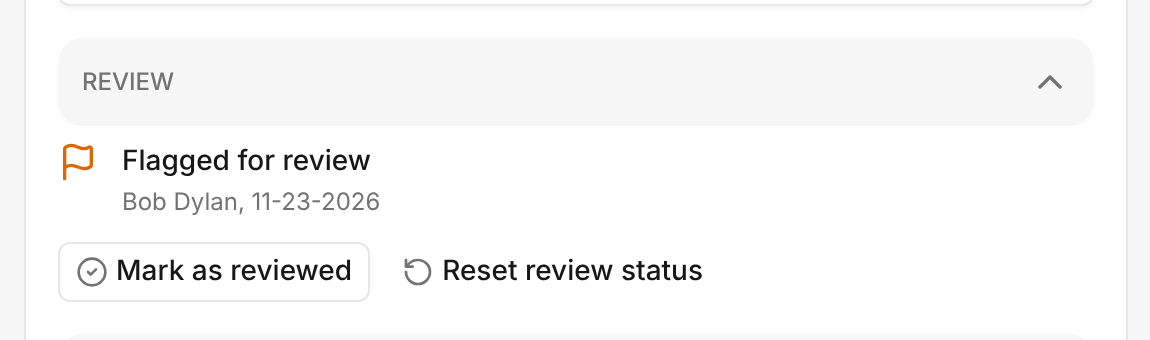 REVIEW
Flagged for review
Bob Dylan, 11-23-2026
Mark as reviewed
Reset review status